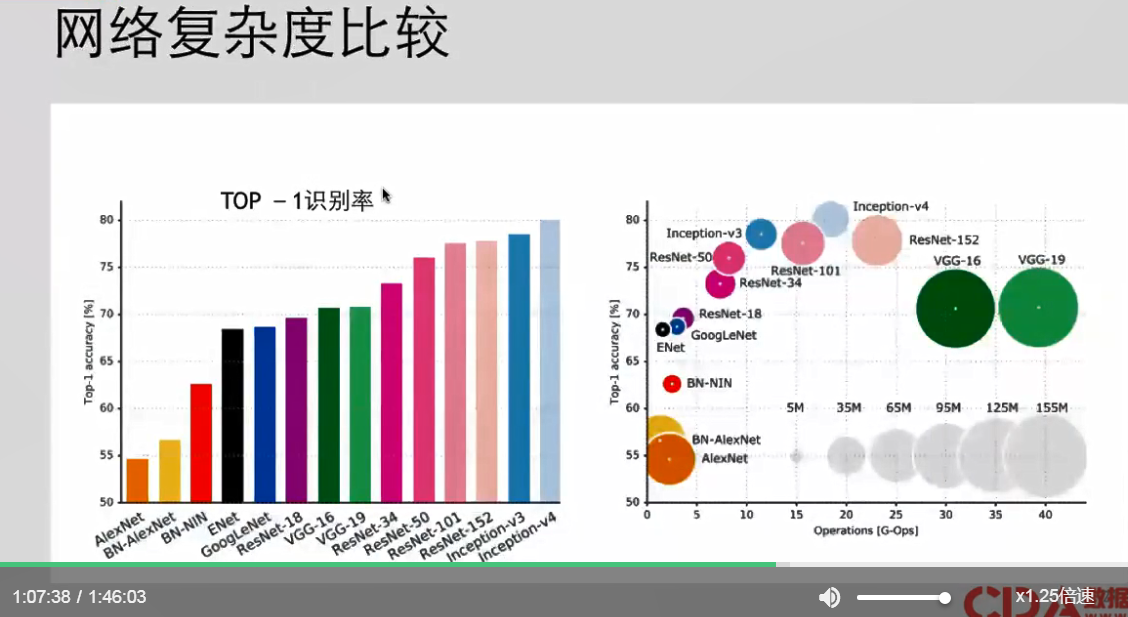 网络复杂度比较
TOP – 1识别率
Top-1 accuracy [%]
80
75
70
65
60
55
50
AlexNet
BN-AlexNet
BN-NIN
ENet
GoogLeNet
ResNet-18
VGG-16
VGG-19
ResNet-34
ResNet-50
ResNet-101
ResNet-152
Inception-v3
Inception-v4
Top-1 accuracy [%]
80
75
70
65
60
55
50
Inception-v4
Inception-v3
ResNet-152
ResNet-50
ResNet-101
VGG-16
VGG-19
ResNet-34
ResNet-18
GoogLeNet
ENet
BN-NIN
5M 35M 65M 95M 125M 155M
BN-AlexNet
AlexNet
0 5 10 15 20 25 30 35 40
Operations [G-Ops]
1:07:38 / 1:46:03
x1.25倍速
CDA数据